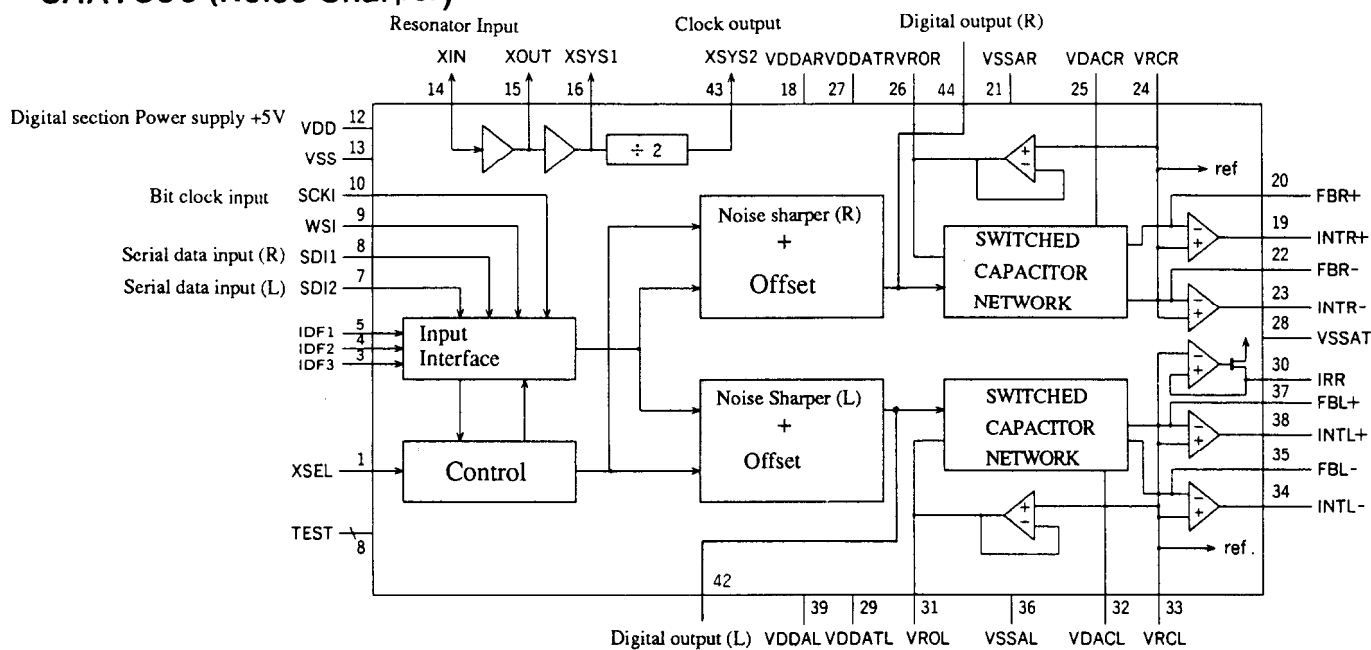 (Noise Sharper)
Resonator Input
Clock output
Digital output (R)
XIN XOUT XSYS1 XSYS2 VDDAR VDDATR VROR VSSAR VDACR VRCR
14 15 16 43 18 27 26 44 21 25 24
Digital section Power supply +5V VDD 12
VSS 13
÷ 2
Bit clock input SCKI 10
WSI 9
Serial data input (R) SDI1 8
Serial data input (L) SDI2 7
IDF1 5
IDF2 4
IDF3 3
Input
Interface
XSEL 1
Control
TEST 8
Noise sharper (R)
+
Offset
Noise Sharper (L)
+
Offset
+
−
ref
SWITCHED
CAPACITOR
NETWORK
SWITCHED
CAPACITOR
NETWORK
+
−
ref .
20 FBR+
−
+
19 INTR+
22 FBR-
−
+
23 INTR-
28 VSSAT
−
+
30 IRR
37 FBL+
−
+
38 INTL+
35 FBL-
−
+
34 INTL-
42 39 29 31 36 32 33
Digital output (L) VDDAL VDDATL VROL VSSAL VDACL VRCL